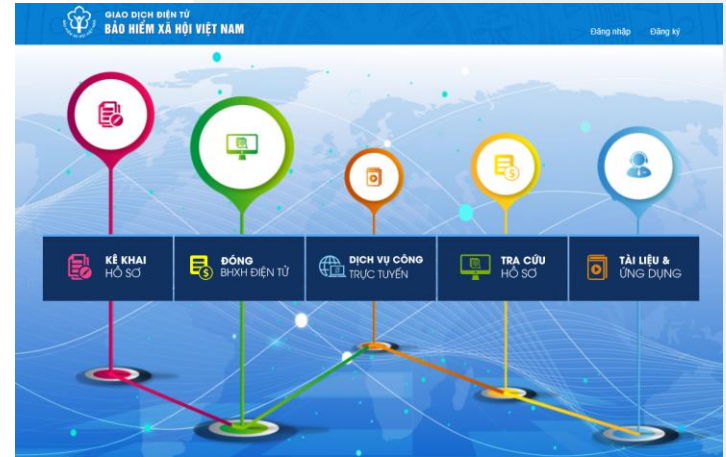 GIAO DỊCH ĐIỆN TỬ
BẢO HIỂM XÃ HỘI VIỆT NAM
Đăng nhập Đăng ký
KÊ KHAI
HỒ SƠ
ĐÓNG
BHXH ĐIỆN TỬ
DỊCH VỤ CÔNG
TRỰC TUYẾN
TRA CỨU
HỒ SƠ
TÀI LIỆU &
ỨNG DỤNG